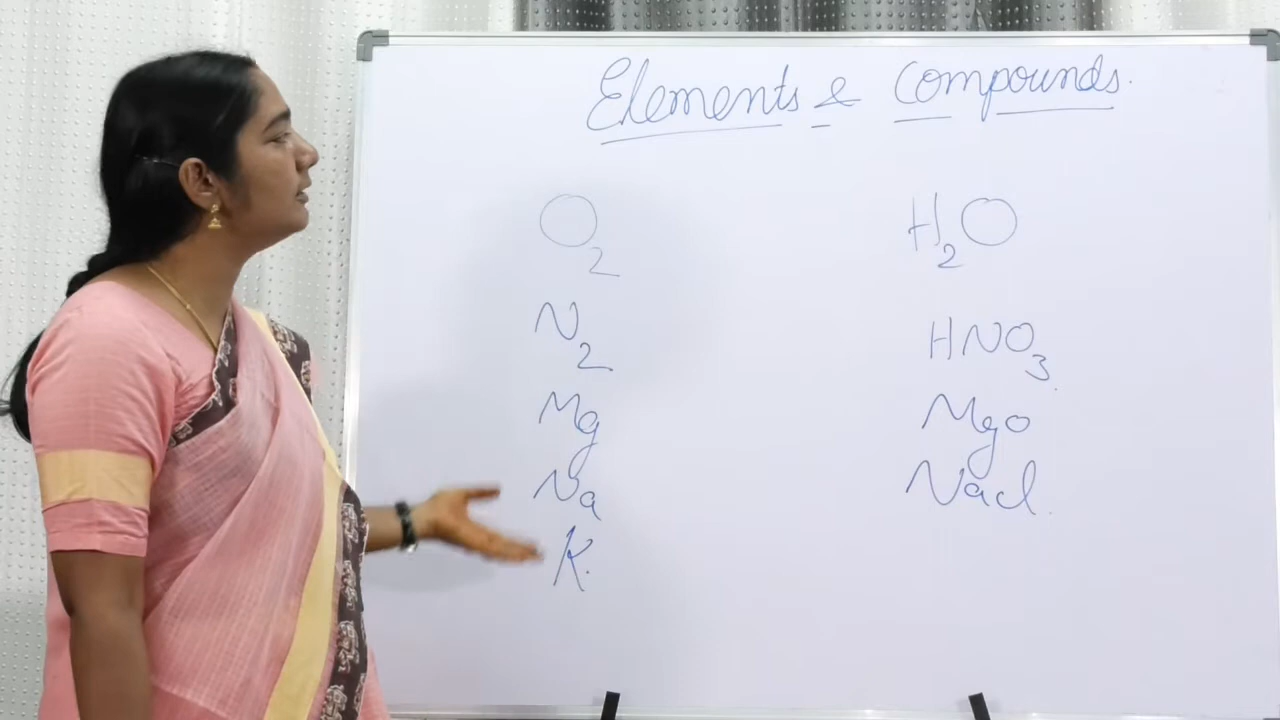 Elements & Compounds.
O2 H2O
N2 HNO3.
Mg Mgo
Na Nacl.
K.